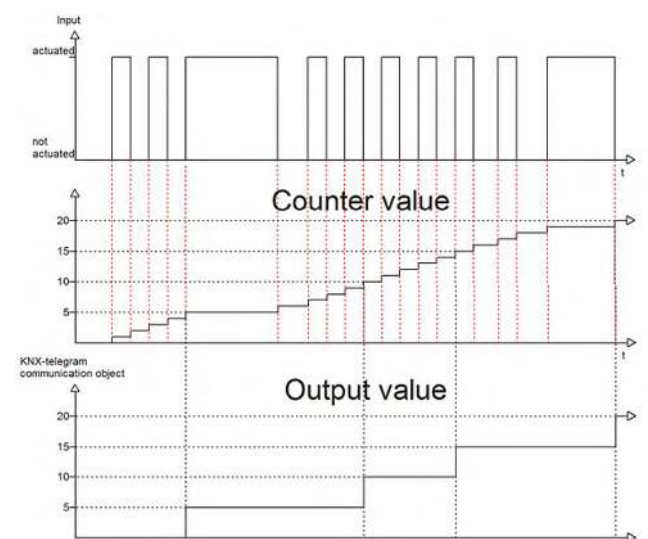 Input
actuated
not
actuated
t
Counter value
20
15
10
5
t
KNX-telegram
communication object
Output value
20
15
10
5